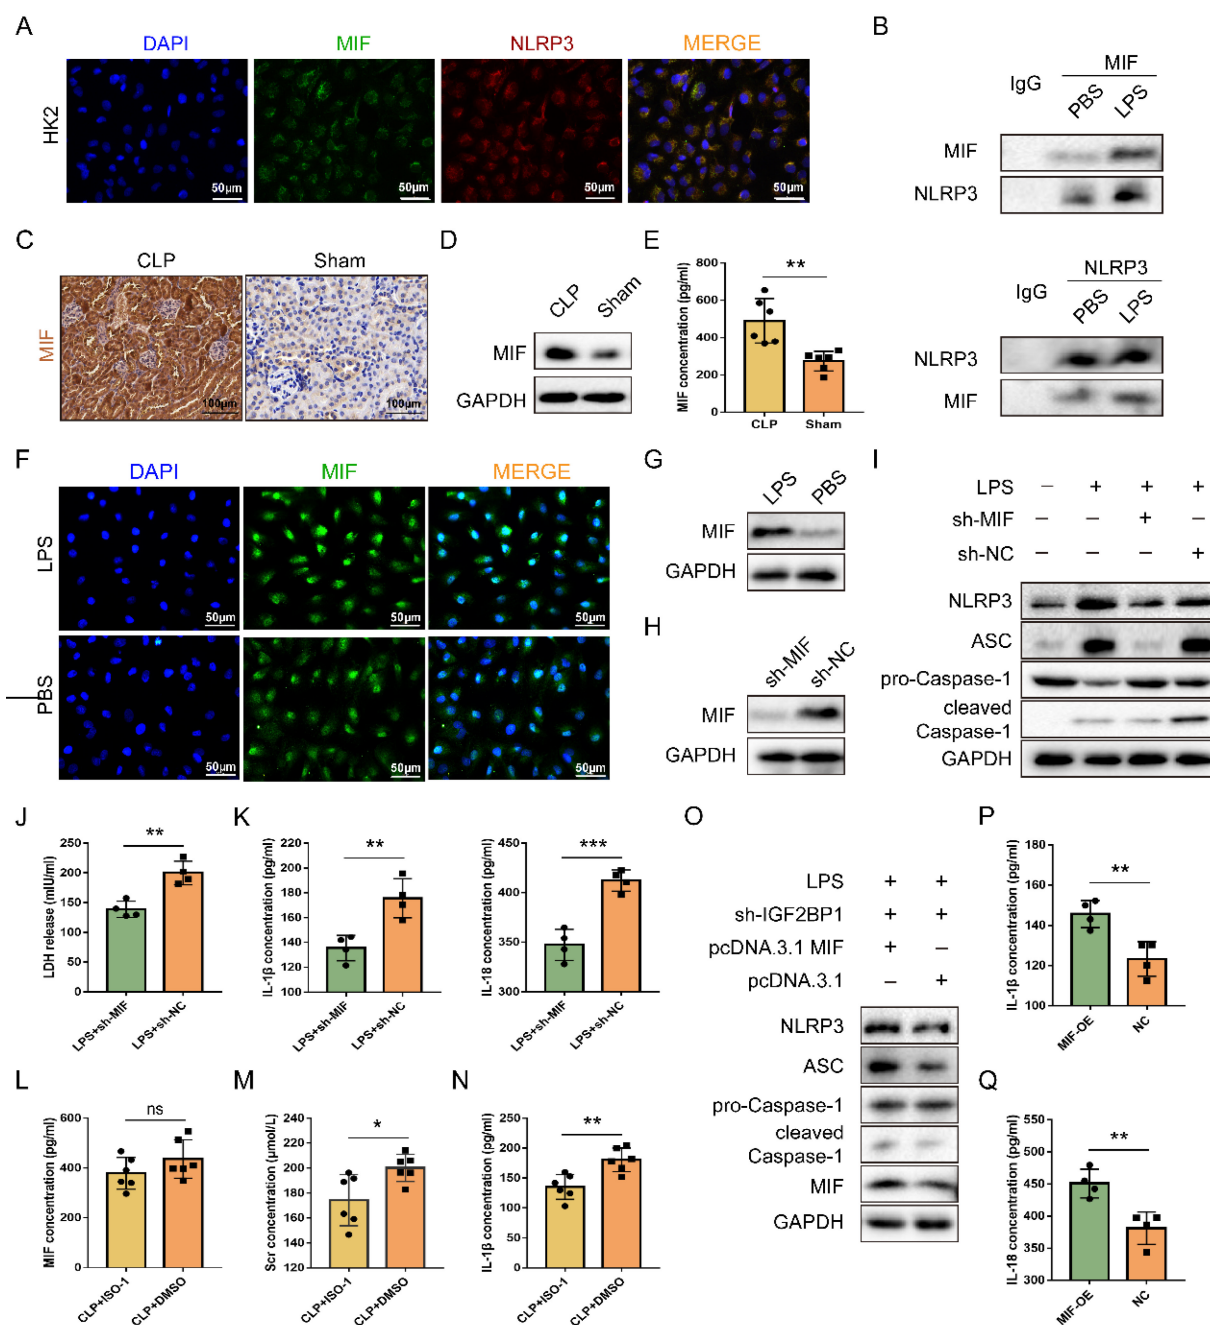 A
DAPI MIF NLRP3 MERGE
HK2
50μm 50μm 50μm 50μm
B
MIF
IgG PBS LPS
MIF
NLRP3
NLRP3
IgG PBS LPS
NLRP3
MIF
C
CLP Sham
MIF
100μm 100μm
D
CLP Sham
MIF
GAPDH
E
MIF concentration (pg/ml)
800
600
400
200
0
**
CLP Sham
F
DAPI MIF MERGE
LPS
50μm 50μm 50μm
PBS
50μm 50μm 50μm
G
LPS PBS
MIF
GAPDH
H
sh-MIF sh-NC
MIF
GAPDH
I
LPS – + + +
sh-MIF – – + –
sh-NC – – – +
NLRP3
ASC
pro-Caspase-1
cleaved
Caspase-1
GAPDH
J
LDH release (mIU/ml)
250
200
150
100
50
0
**
LPS+sh-MIF LPS+sh-NC
K
IL-1β concentration (pg/ml)
220
200
180
160
140
120
100
**
LPS+sh-MIF LPS+sh-NC
IL-18 concentration (pg/ml)
450
400
350
300
***
LPS+sh-MIF LPS+sh-NC
L
MIF concentration (pg/ml)
600
400
200
0
ns
CLP+ISO-1 CLP+DMSO
M
Scr concentration (μmol/L)
240
220
200
180
160
140
120
*
CLP+ISO-1 CLP+DMSO
N
IL-1β concentration (pg/ml)
250
200
150
100
50
0
**
CLP+ISO-1 CLP+DMSO
O
LPS + +
sh-IGF2BP1 + +
pcDNA.3.1 MIF + –
pcDNA.3.1 – +
NLRP3
ASC
pro-Caspase-1
cleaved
Caspase-1
MIF
GAPDH
P
IL-1β concentration (pg/ml)
180
160
140
120
100
**
MIF-OE NC
Q
IL-18 concentration (pg/ml)
550
500
450
400
350
300
**
MIF-OE NC